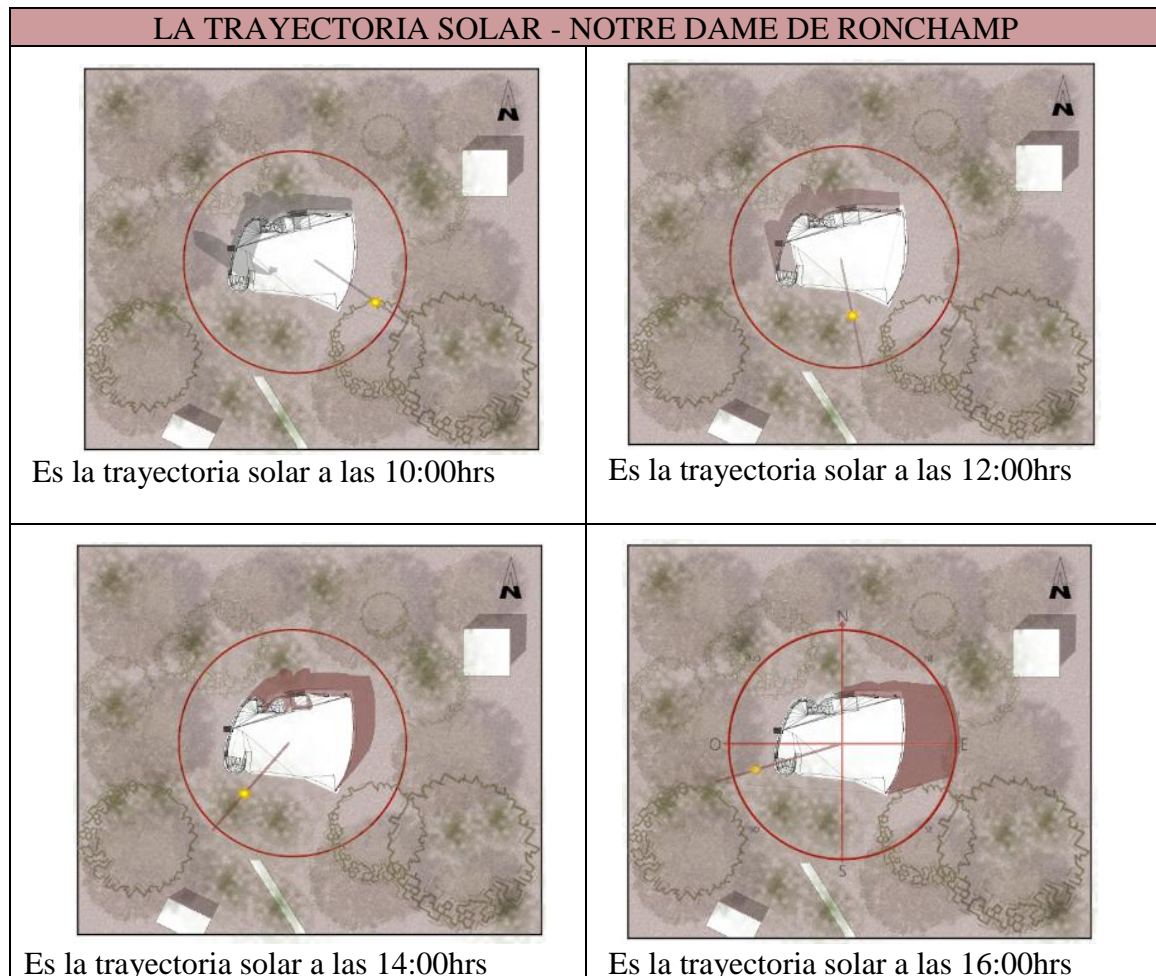 LA TRAYECTORIA SOLAR - NOTRE DAME DE RONCHAMP
N
Es la trayectoria solar a las 10:00hrs
N
Es la trayectoria solar a las 12:00hrs
N
Es la trayectoria solar a las 14:00hrs
N
N
O
E
S
Es la trayectoria solar a las 16:00hrs